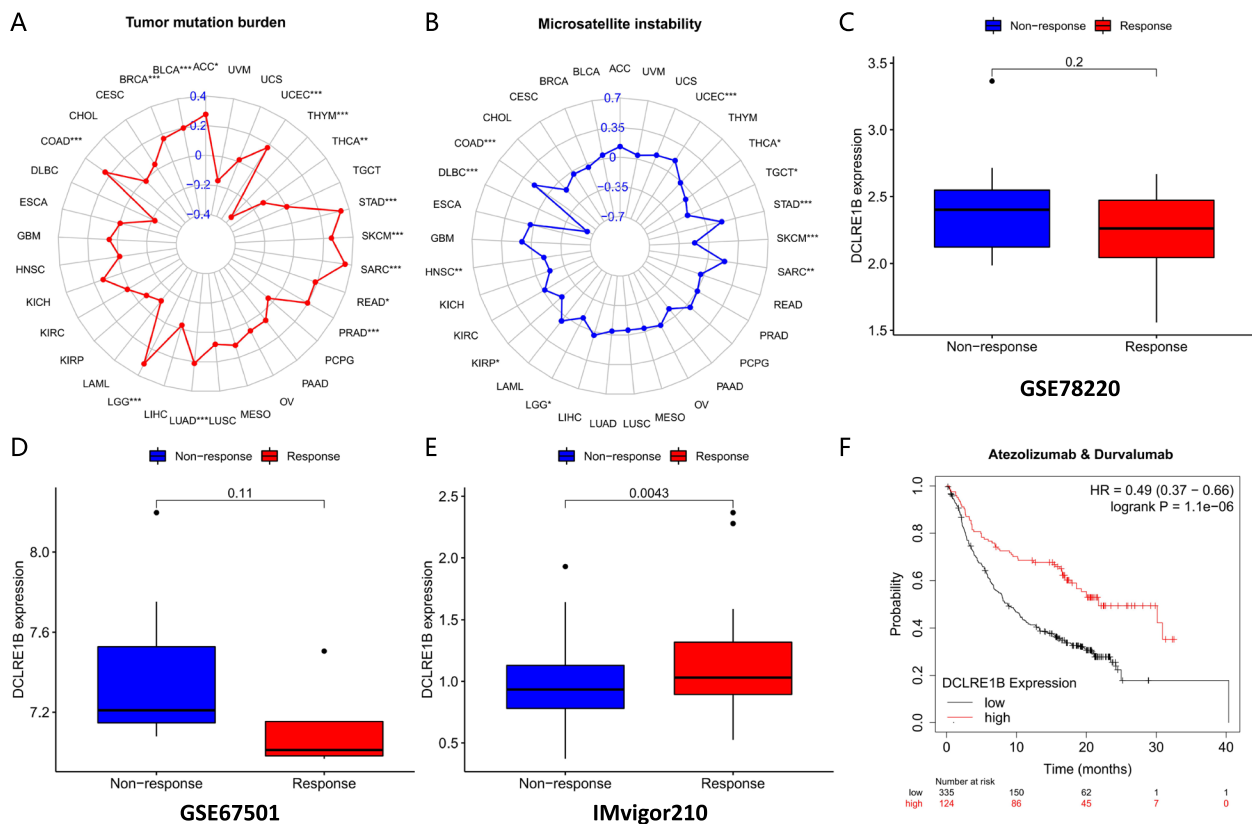 A
Tumor mutation burden
ACC*
UVM
UCS
UCEC***
THYM***
THCA**
TGCT
STAD***
SKCM***
SARC***
READ*
PRAD***
PCPG
PAAD
OV
MESO
LUSC
LUAD***
LIHC
LGG***
LAML
KIRP
KIRC
KICH
HNSC
GBM
ESCA
DLBC
COAD***
CHOL
CESC
BRCA***
BLCA***
0.4
0.2
0
−0.2
−0.4
B
Microsatellite instability
ACC
UVM
UCS
UCEC***
THYM
THCA*
TGCT*
STAD***
SKCM***
SARC**
READ
PRAD
PCPG
PAAD
OV
MESO
LUSC
LUAD
LIHC
LGG*
LAML
KIRP*
KIRC
KICH
HNSC**
GBM
ESCA
DLBC***
COAD***
CHOL
CESC
BRCA
BLCA
0.7
0.35
0
−0.35
−0.7
C
Non−response Response
0.2
DCLRE1B expression
3.5
3.0
2.5
2.0
1.5
Non−response Response
GSE78220
D
Non−response Response
0.11
DCLRE1B expression
8.0
7.6
7.2
Non−response Response
GSE67501
E
Non−response Response
0.0043
DCLRE1B expression
2.5
2.0
1.5
1.0
0.5
Non−response Response
IMvigor210
F
Atezolizumab & Durvalumab
HR = 0.49 (0.37 − 0.66)
logrank P = 1.1e−06
Probability
1.0
0.8
0.6
0.4
0.2
0.0
DCLRE1B Expression
low
high
0 10 20 30 40
Time (months)
Number at risk
low 335 150 62 1 1
high 124 86 45 7 0